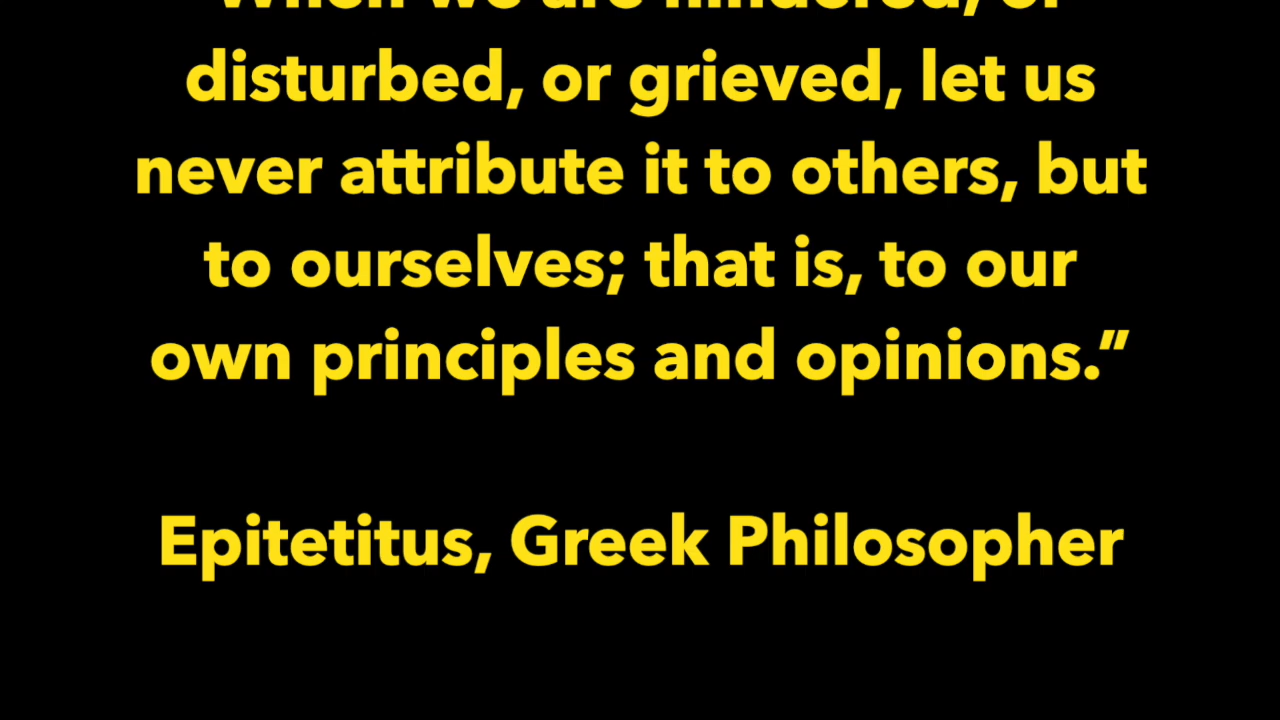 When we are hindered, or
disturbed, or grieved, let us
never attribute it to others, but
to ourselves; that is, to our
own principles and opinions.”
Epitetitus, Greek Philosopher